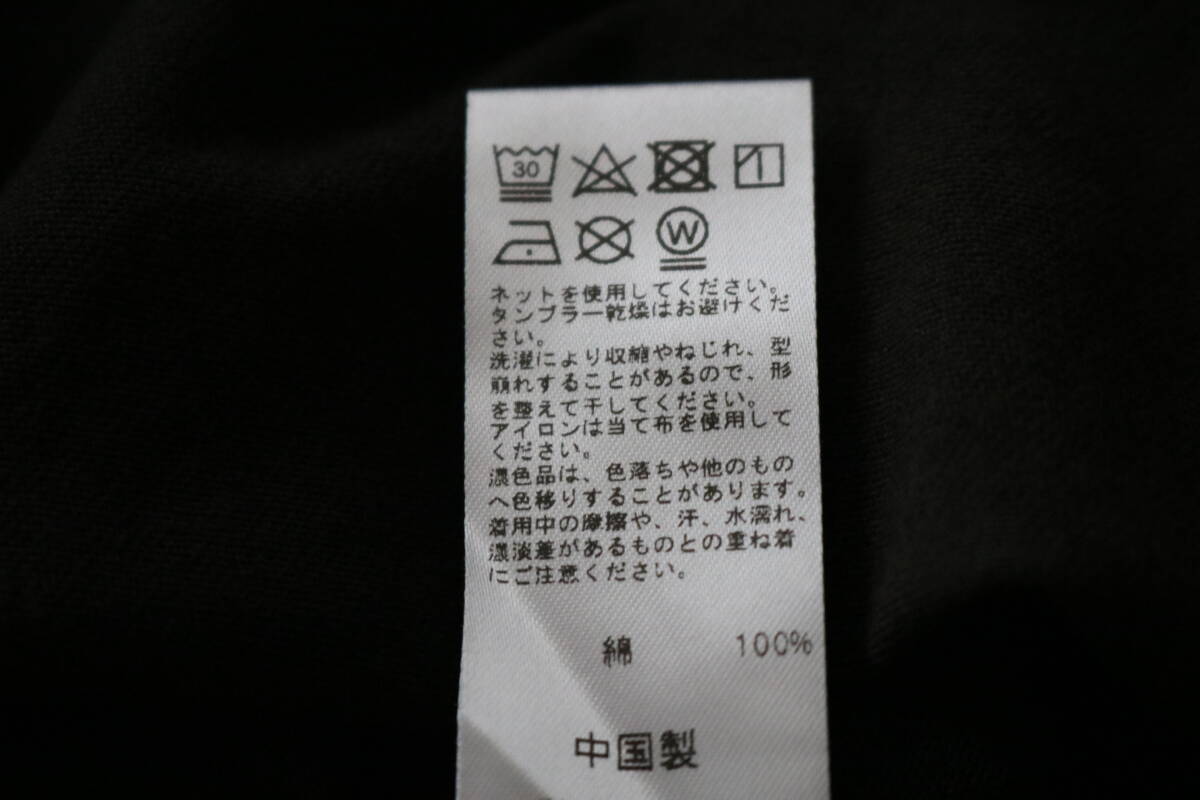 30
W
ネットを使用してください。
タンブラー乾燥はお避けくだ
さい。
洗濯により収縮やねじれ、型
崩れすることがあるので、形
を整えて干してください。
アイロンは当て布を使用して
ください。
濃色品は、色落ちや他のもの
へ色移りすることがあります。
着用中の摩擦や、汗、水濡れ、
濃淡差があるものとの重ね着
にご注意ください。
綿 100%
中国製